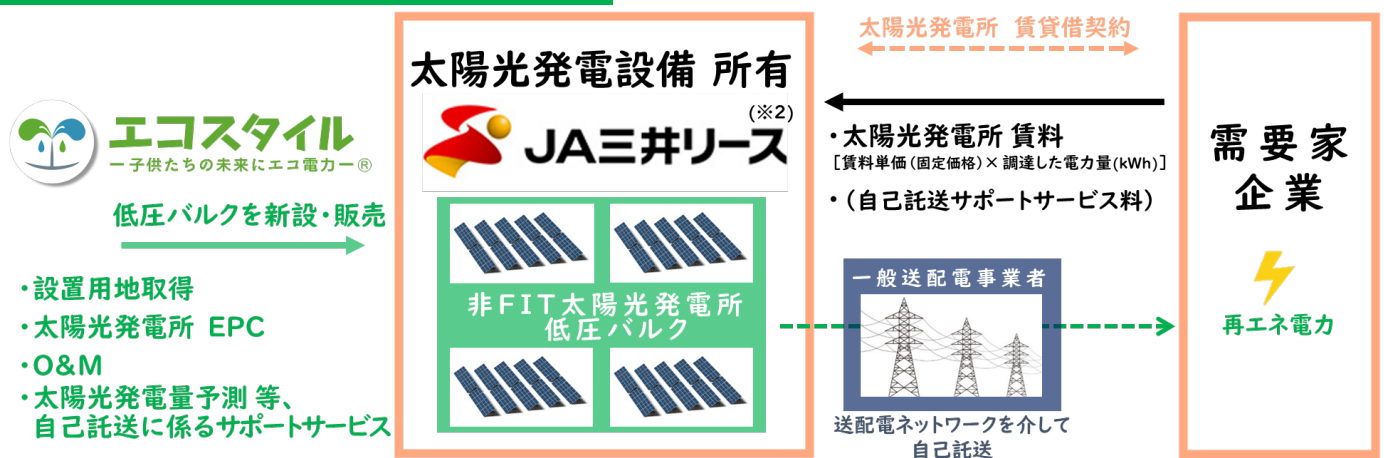 エコスタイル
ー子供たちの未来にエコ電力ー®
低圧バルクを新設・販売
・設置用地取得
・太陽光発電所 EPC
・O&M
・太陽光発電量予測 等、
自己託送に係るサポートサービス
太陽光発電設備 所有
(※2)
JA三井リース
非FIT太陽光発電所
低圧バルク
太陽光発電所 賃貸借契約
・太陽光発電所 賃料
[賃料単価(固定価格)×調達した電力量(kWh)]
・(自己託送サポートサービス料)
一般送配電事業者
送配電ネットワークを介して
自己託送
需要家
企業
再エネ電力